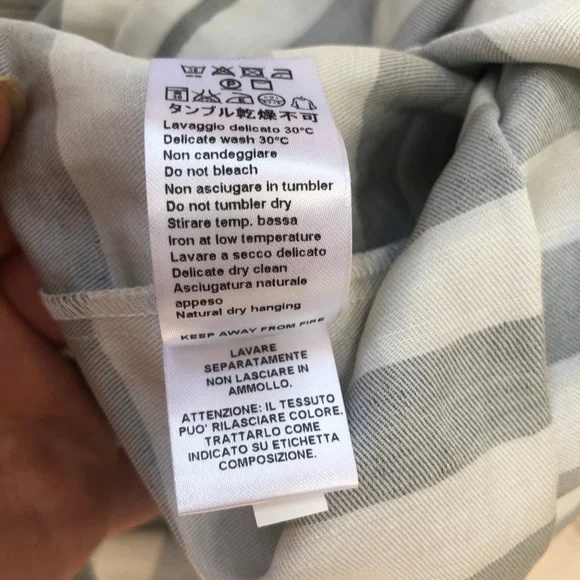 タンブル乾燥不可
Lavaggio delicato 30°C
Delicate wash 30°C
Non candeggiare
Do not bleach
Non asciugare in tumbler
Do not tumbler dry
Stirare temp. bassa
Iron at low temperature
Lavare a secco delicato
Delicate dry clean
Asciugatura naturale
appeso
Natural dry hanging
KEEP AWAY FROM FIRE
LAVARE
SEPARATAMENTE
NON LASCIARE IN
AMMOLLO.
ATTENZIONE: IL TESSUTO
PUO' RILASCIARE COLORE.
TRATTARLO COME
INDICATO SU ETICHETTA
COMPOSIZIONE.